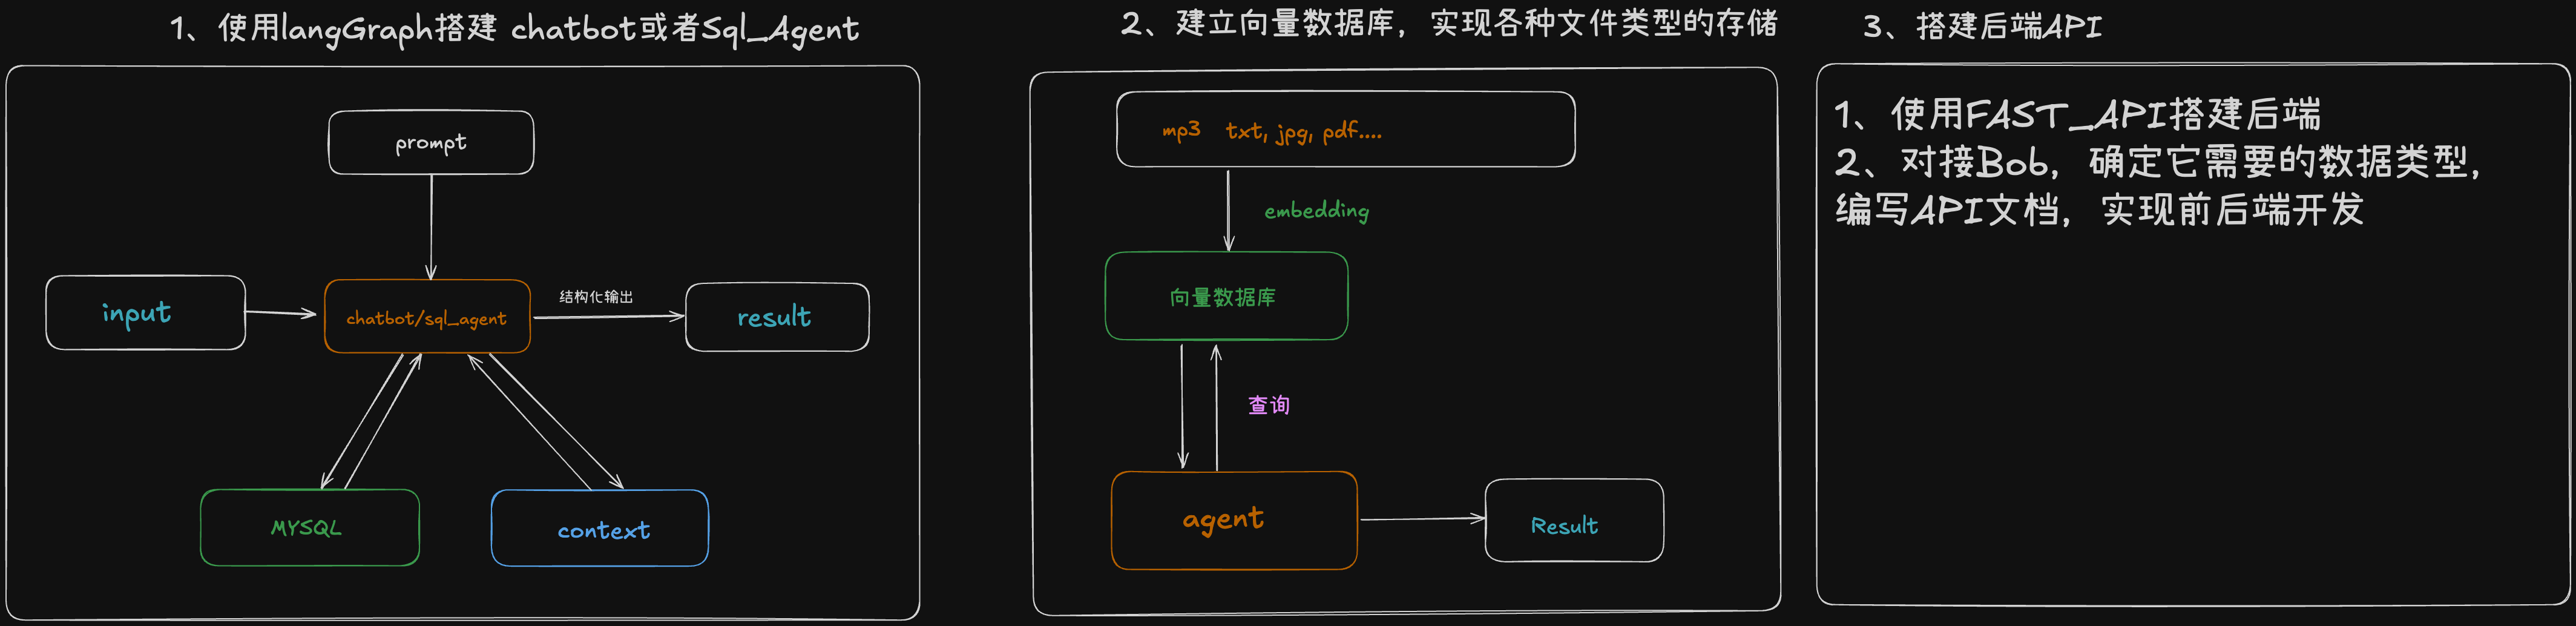 1、使用langGraph搭建 chatbot或者Sql_Agent
prompt
input
chatbot/sql_agent
结构化输出
result
MYSQL
context
2、建立向量数据库，实现各种文件类型的存储
mp3 txt, jpg, pdf....
embedding
向量数据库
查询
agent
Result
3、搭建后端API
1、使用FAST_API搭建后端
2、对接Bob，确定它需要的数据类型，
编写API文档，实现前后端开发